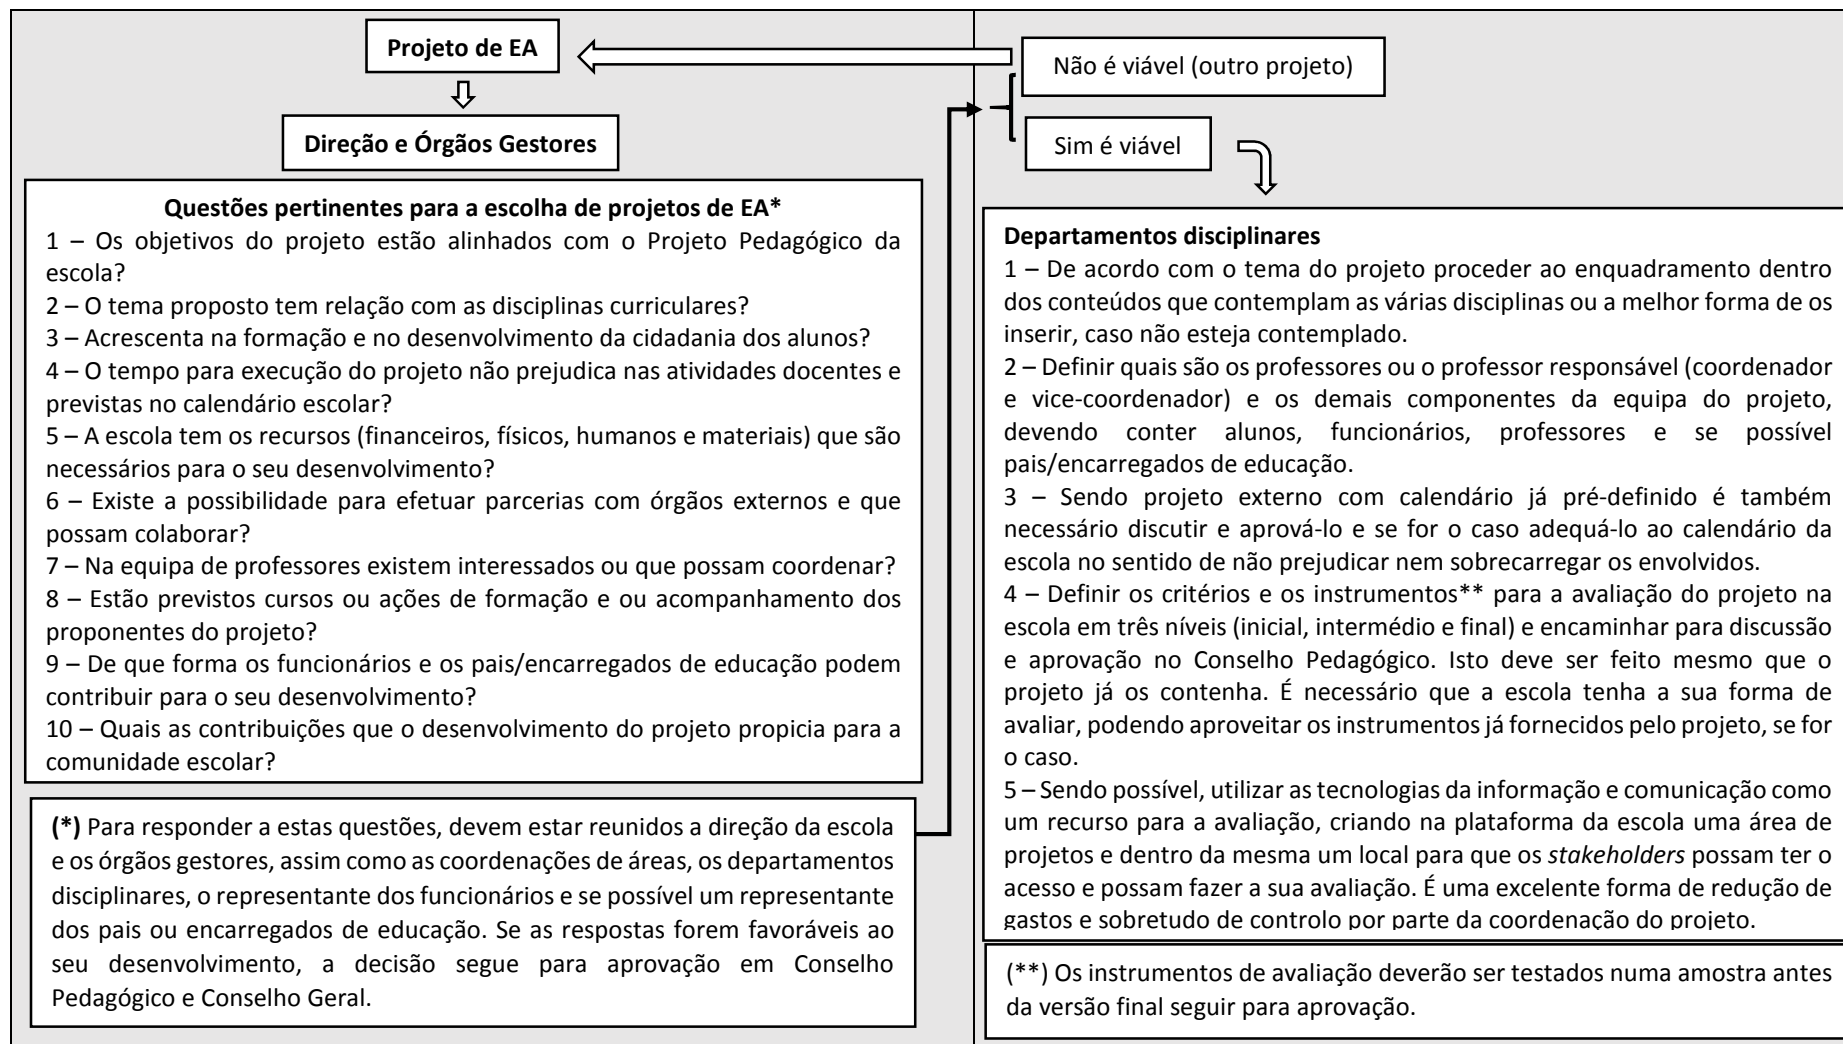 Projeto de EA
Direção e Órgãos Gestores
Questões pertinentes para a escolha de projetos de EA*
1 – Os objetivos do projeto estão alinhados com o Projeto Pedagógico da
escola?
2 – O tema proposto tem relação com as disciplinas curriculares?
3 – Acrescenta na formação e no desenvolvimento da cidadania dos alunos?
4 – O tempo para execução do projeto não prejudica nas atividades docentes e
previstas no calendário escolar?
5 – A escola tem os recursos (financeiros, físicos, humanos e materiais) que são
necessários para o seu desenvolvimento?
6 – Existe a possibilidade para efetuar parcerias com órgãos externos e que
possam colaborar?
7 – Na equipa de professores existem interessados ou que possam coordenar?
8 – Estão previstos cursos ou ações de formação e ou acompanhamento dos
proponentes do projeto?
9 – De que forma os funcionários e os pais/encarregados de educação podem
contribuir para o seu desenvolvimento?
10 – Quais as contribuições que o desenvolvimento do projeto propicia para a
comunidade escolar?
(*) Para responder a estas questões, devem estar reunidos a direção da escola
e os órgãos gestores, assim como as coordenações de áreas, os departamentos
disciplinares, o representante dos funcionários e se possível um representante
dos pais ou encarregados de educação. Se as respostas forem favoráveis ao
seu desenvolvimento, a decisão segue para aprovação em Conselho
Pedagógico e Conselho Geral.
Não é viável (outro projeto)
Sim é viável
Departamentos disciplinares
1 – De acordo com o tema do projeto proceder ao enquadramento dentro
dos conteúdos que contemplam as várias disciplinas ou a melhor forma de os
inserir, caso não esteja contemplado.
2 – Definir quais são os professores ou o professor responsável (coordenador
e vice-coordenador) e os demais componentes da equipa do projeto,
devendo conter alunos, funcionários, professores e se possível
pais/encarregados de educação.
3 – Sendo projeto externo com calendário já pré-definido é também
necessário discutir e aprová-lo e se for o caso adequá-lo ao calendário da
escola no sentido de não prejudicar nem sobrecarregar os envolvidos.
4 – Definir os critérios e os instrumentos** para a avaliação do projeto na
escola em três níveis (inicial, intermédio e final) e encaminhar para discussão
e aprovação no Conselho Pedagógico. Isto deve ser feito mesmo que o
projeto já os contenha. É necessário que a escola tenha a sua forma de
avaliar, podendo aproveitar os instrumentos já fornecidos pelo projeto, se for
o caso.
5 – Sendo possível, utilizar as tecnologias da informação e comunicação como
um recurso para a avaliação, criando na plataforma da escola uma área de
projetos e dentro da mesma um local para que os stakeholders possam ter o
acesso e possam fazer a sua avaliação. É uma excelente forma de redução de
gastos e sobretudo de controlo por parte da coordenação do projeto.
(**) Os instrumentos de avaliação deverão ser testados numa amostra antes
da versão final seguir para aprovação.